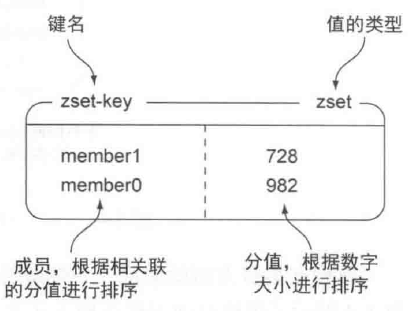 键名
值的类型
zset-key
zset
member1
728
member0
982
成员，根据相关联
的分值进行排序
分值，根据数字
大小进行排序